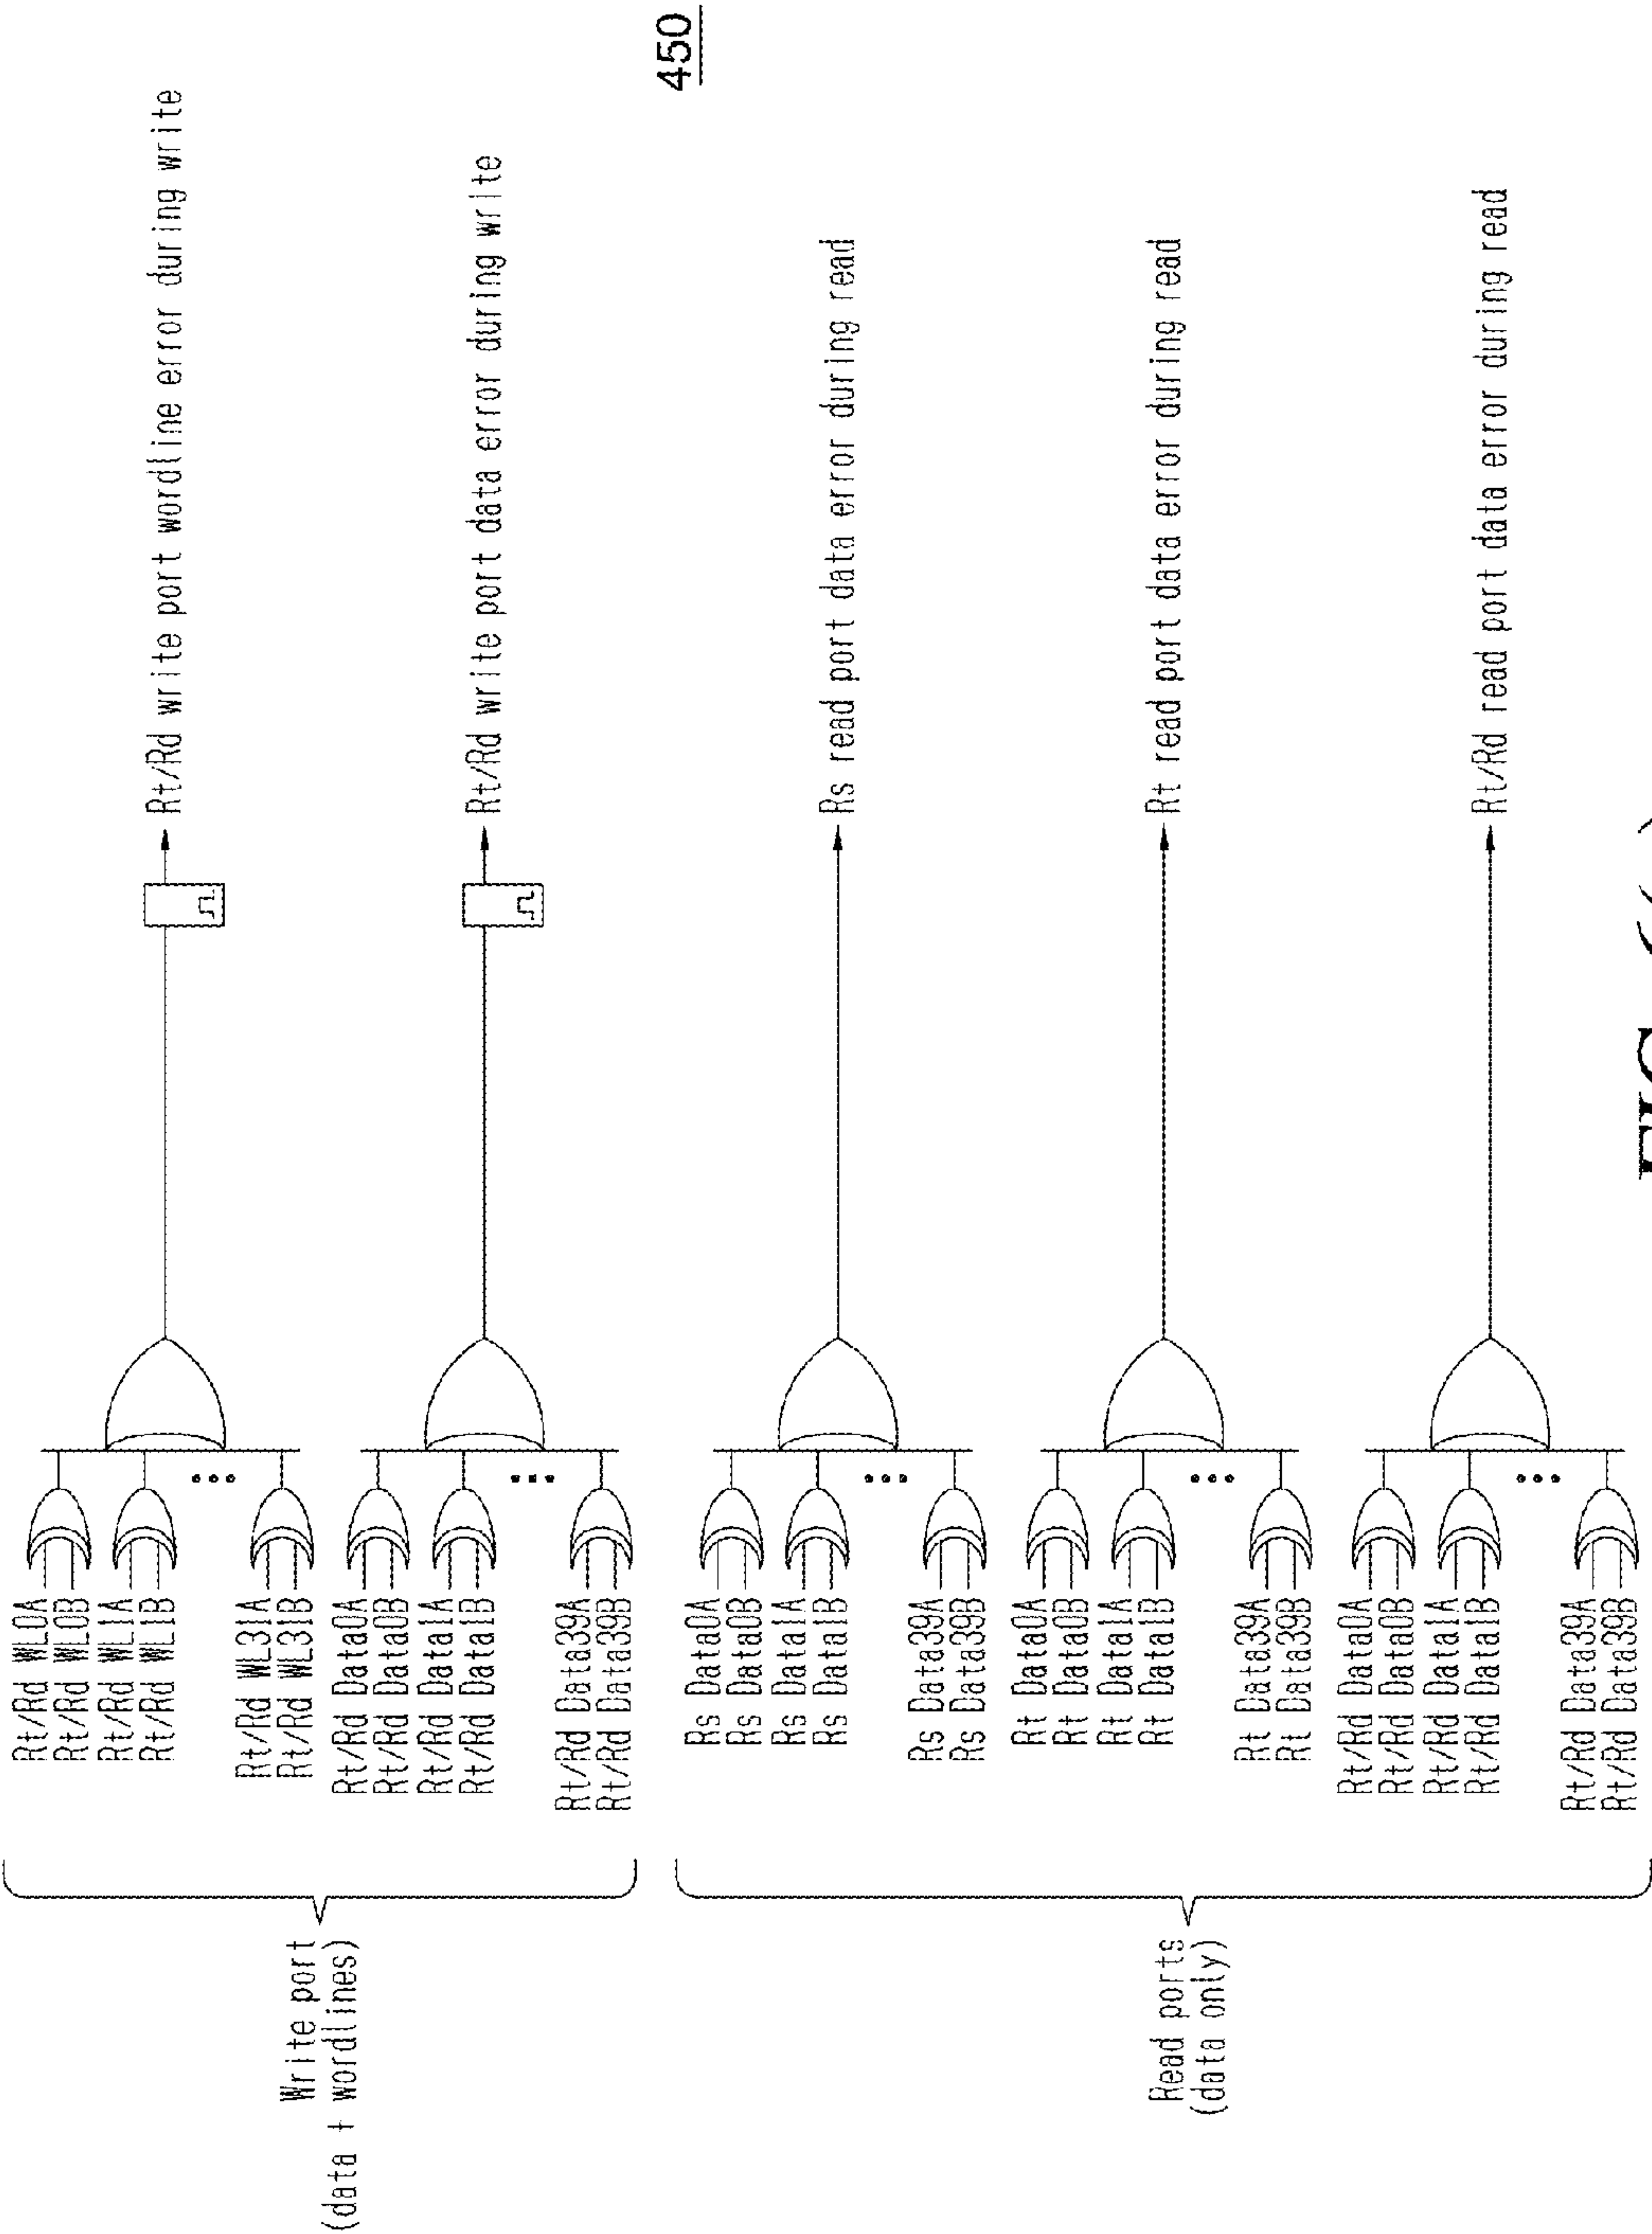 Write port
(data + wordlines)
Rt/Rd WL0A
Rt/Rd WL0B
Rt/Rd WL1A
Rt/Rd WL1B
Rt/Rd WL31A
Rt/Rd WL31B
Rt/Rd write port wordline error during write
Rt/Rd Data0A
Rt/Rd Data0B
Rt/Rd Data1A
Rt/Rd Data1B
Rt/Rd Data39A
Rt/Rd Data39B
Rt/Rd write port data error during write
450
Read ports
(data only)
Rs Data0A
Rs Data0B
Rs Data1A
Rs Data1B
Rs Data39A
Rs Data39B
Rs read port data error during read
Rt Data0A
Rt Data0B
Rt Data1A
Rt Data1B
Rt Data39A
Rt Data39B
Rt read port data error during read
Rt/Rd Data0A
Rt/Rd Data0B
Rt/Rd Data1A
Rt/Rd Data1B
Rt/Rd Data39A
Rt/Rd Data39B
Rt/Rd read port data error during read